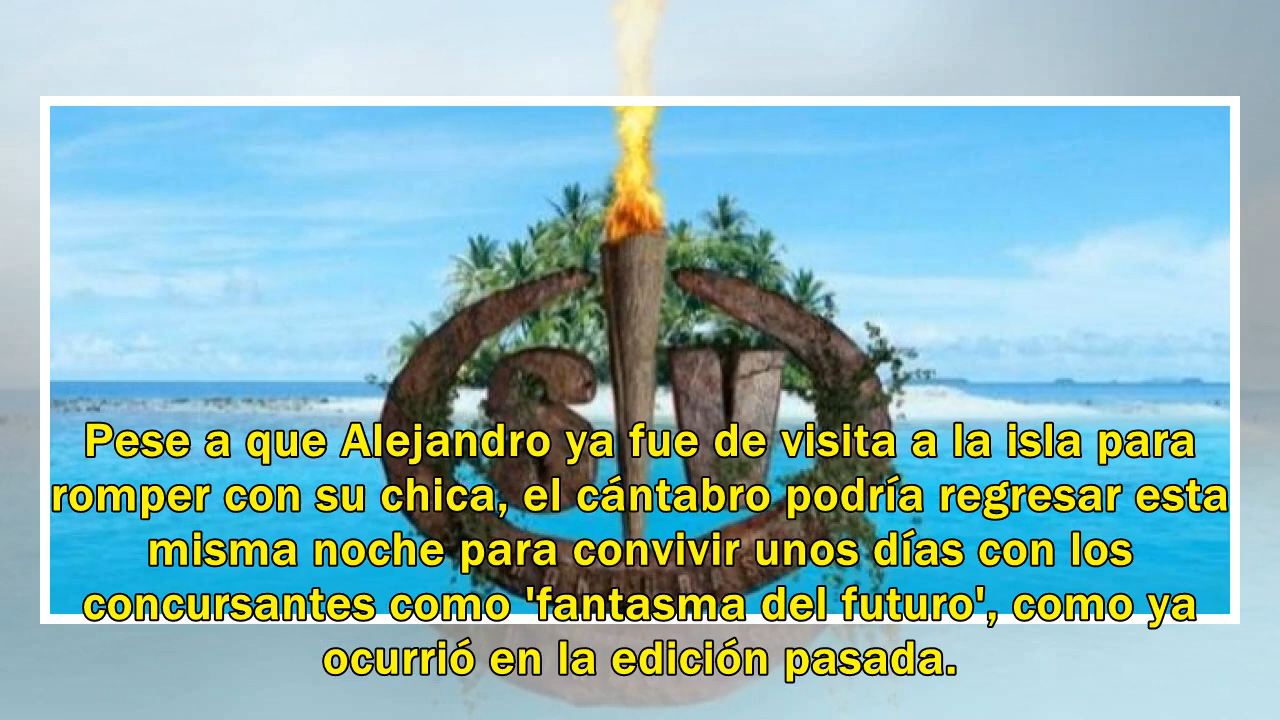 GV
Pese a que Alejandro ya fue de visita a la isla para
romper con su chica, el cántabro podría regresar esta
misma noche para convivir unos días con los
concursantes como 'fantasma del futuro', como ya
ocurrió en la edición pasada.